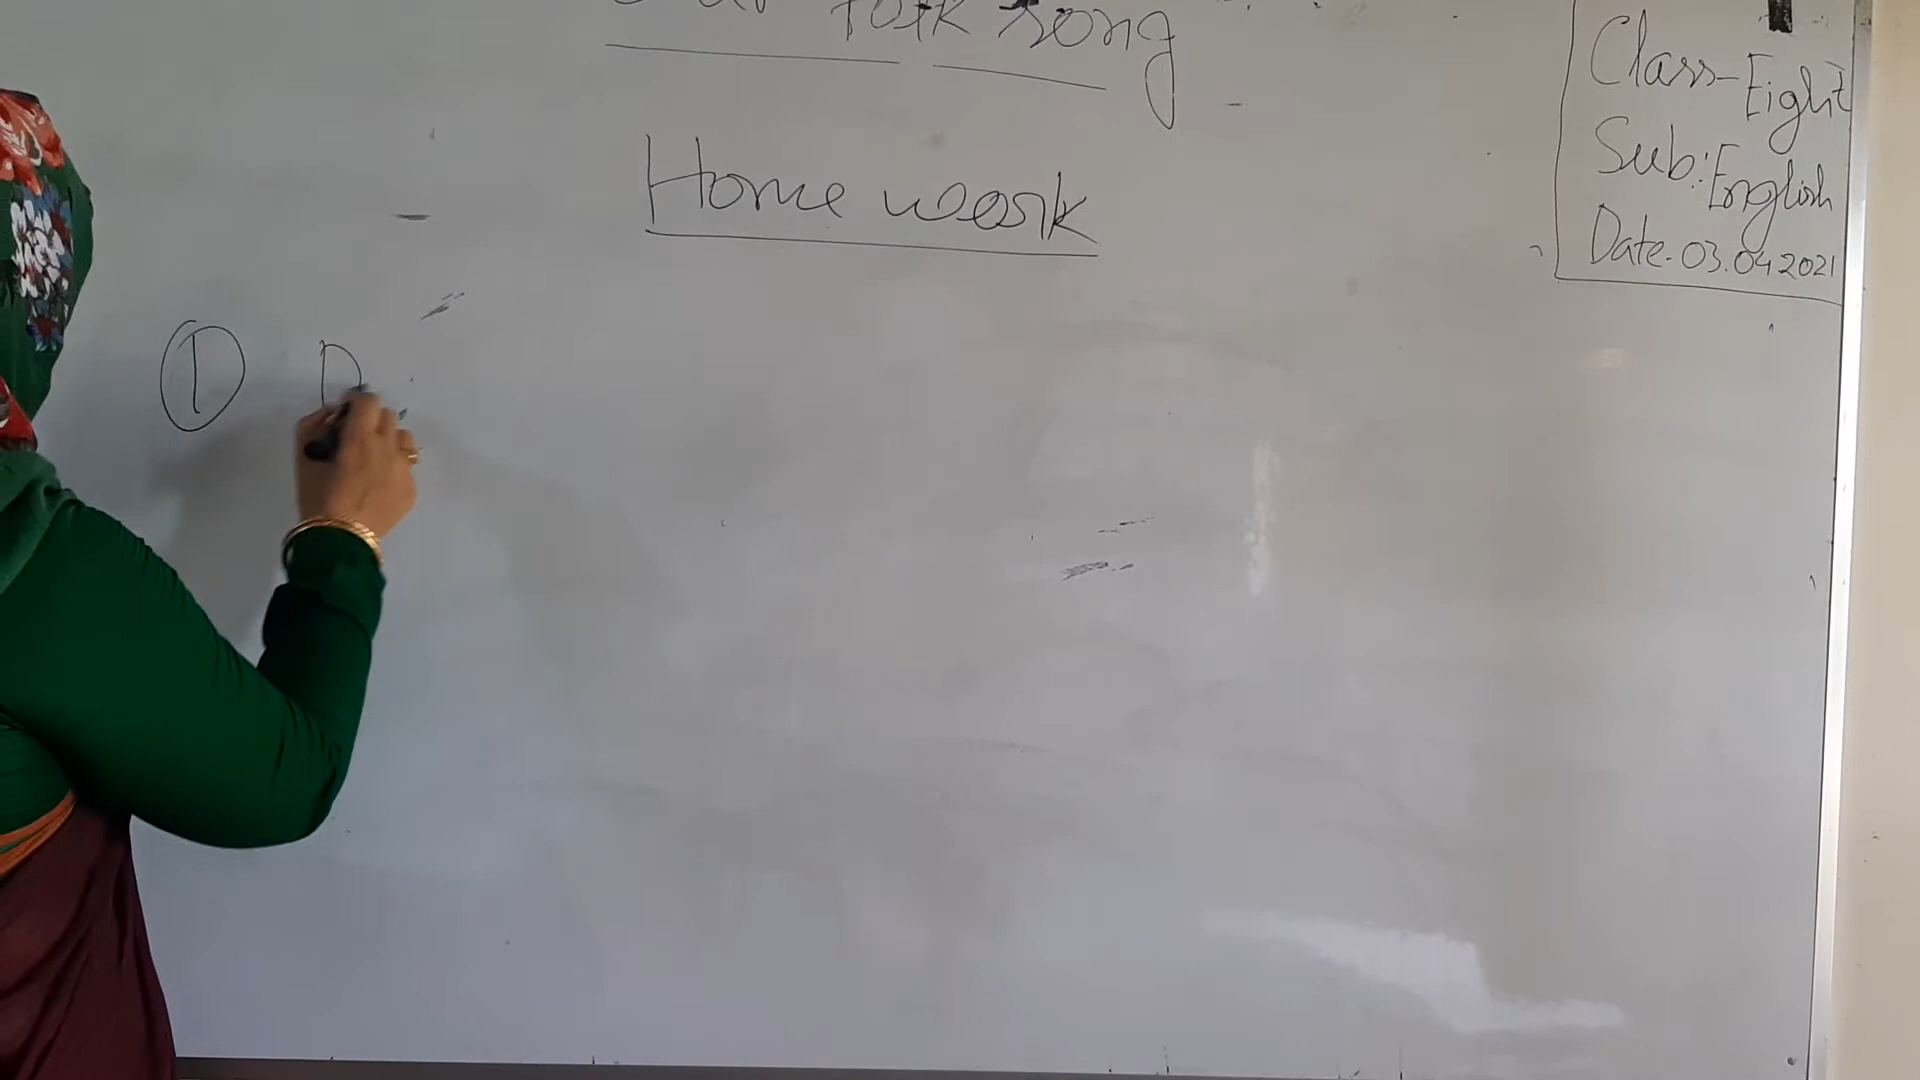 folk song
Home work
Class-Eight
Sub: English
Date. 03.04 2021
① D